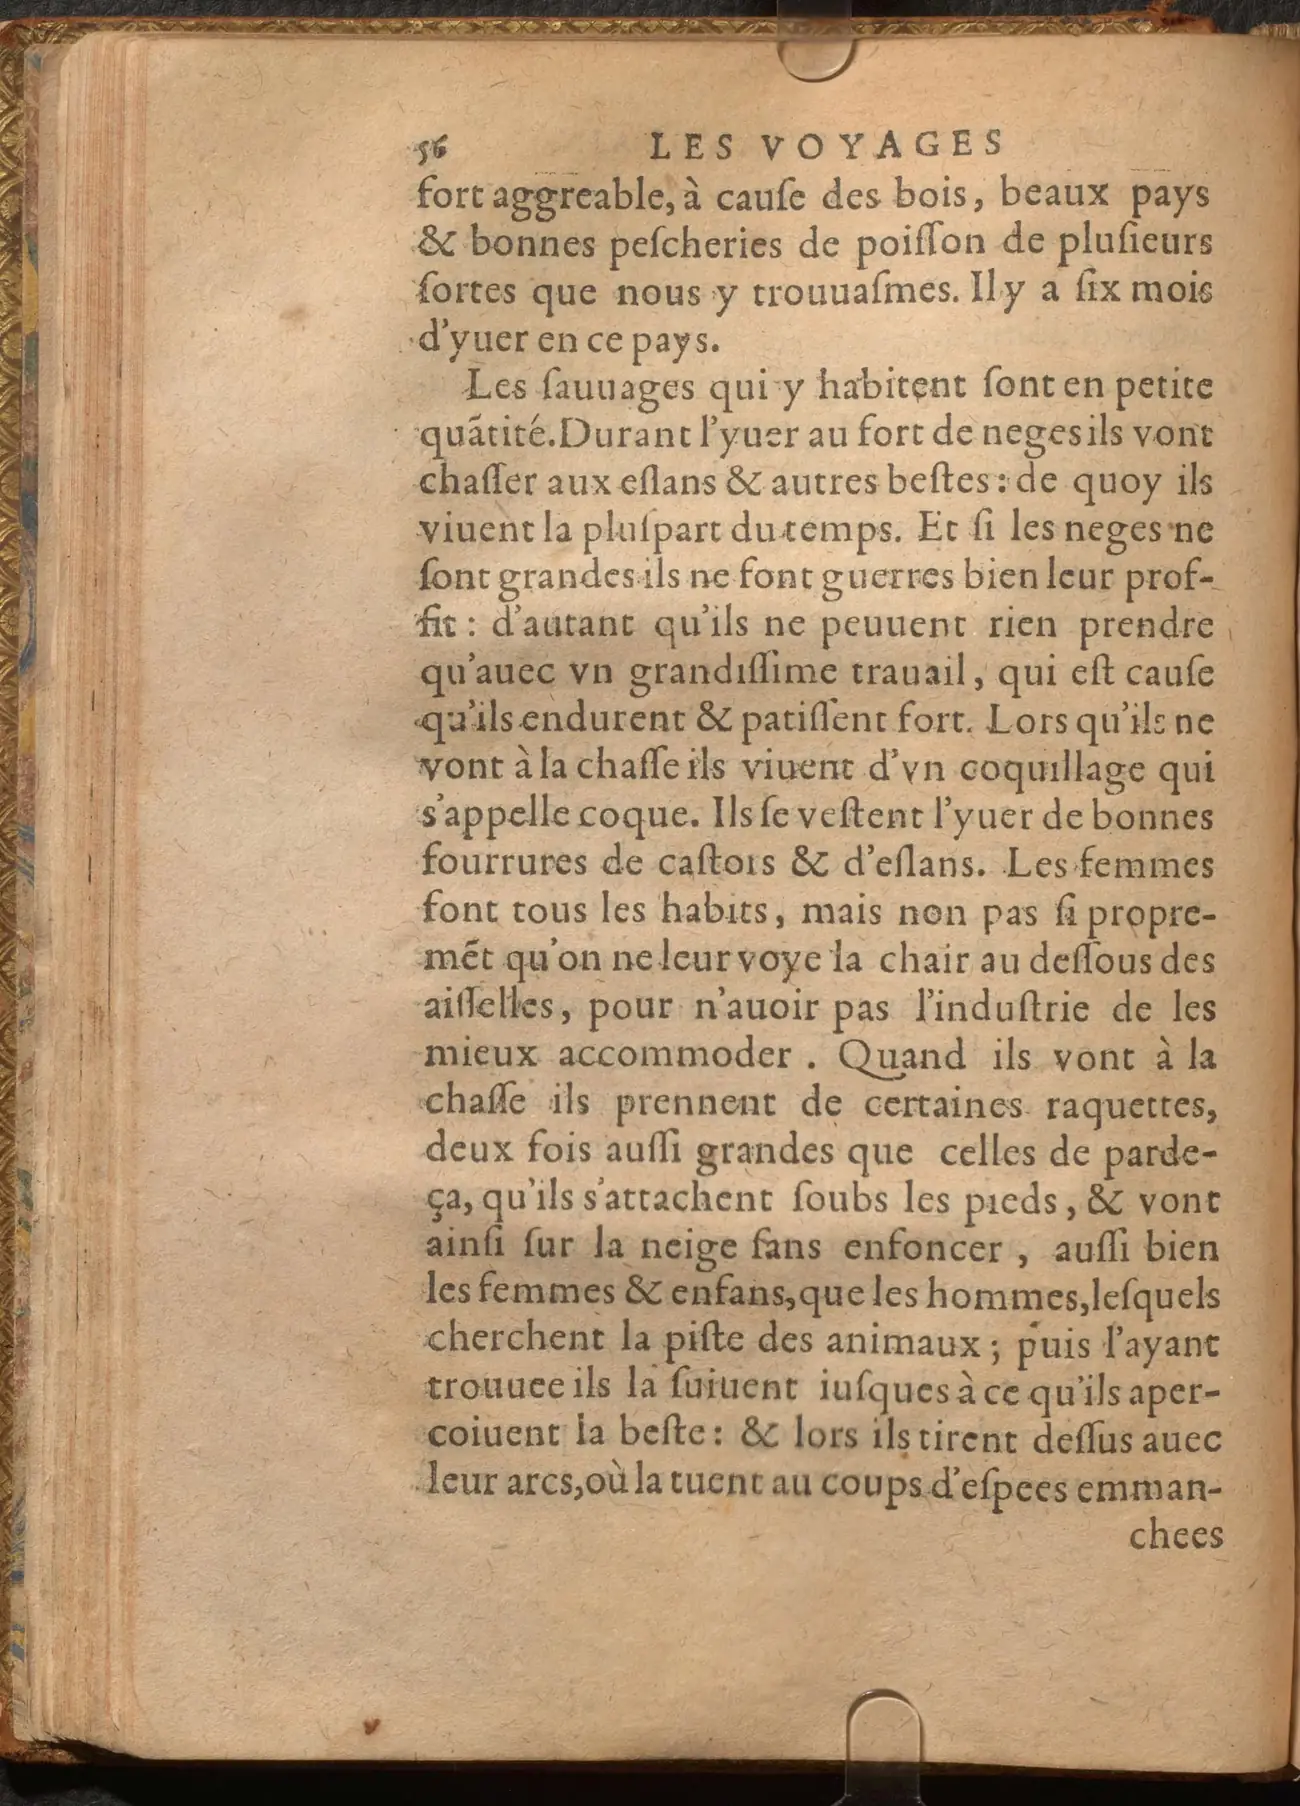 56 LES VOYAGES
fort aggreable, à cauſe des bois, beaux pays
& bonnes peſcheries de poiſſon de pluſieurs
ſortes que nous y trouuaſmes. Il y a ſix mois
d'yuer en ce pays.
Les ſauuages qui y habitent ſont en petite
quãtité. Durant l'yuer au fort de neges ils vont
chaſſer aux eſlans & autres beſtes : de quoy ils
viuent la pluſpart du temps. Et ſi les neges ne
ſont grandes ils ne font guerres bien leur prof-
fit : d'autant qu'ils ne peuuent rien prendre
qu'auec vn grandiſſime trauail, qui eſt cauſe
qu'ils endurent & patiſſent fort. Lors qu'ils ne
vont à la chaſſe ils viuent d'vn coquillage qui
s'appelle coque. Ils ſe veſtent l'yuer de bonnes
fourrures de caſtors & d'eſlans. Les femmes
font tous les habits, mais non pas ſi propre-
mẽt qu'on ne leur voye la chair au deſſous des
aiſſelles, pour n'auoir pas l'induſtrie de les
mieux accommoder . Quand ils vont à la
chaſſe ils prennent de certaines raquettes,
deux fois auſſi grandes que celles de parde-
ça, qu'ils s'attachent ſoubs les pieds, & vont
ainſi ſur la neige ſans enfoncer , auſſi bien
les femmes & enfans, que les hommes, leſquels
cherchent la piſte des animaux ; puis l'ayant
trouuee ils la ſuiuent iuſques à ce qu'ils aper-
coiuent la beſte : & lors ils tirent deſſus auec
leur arcs, où la tuent au coups d'eſpees emman-
chees